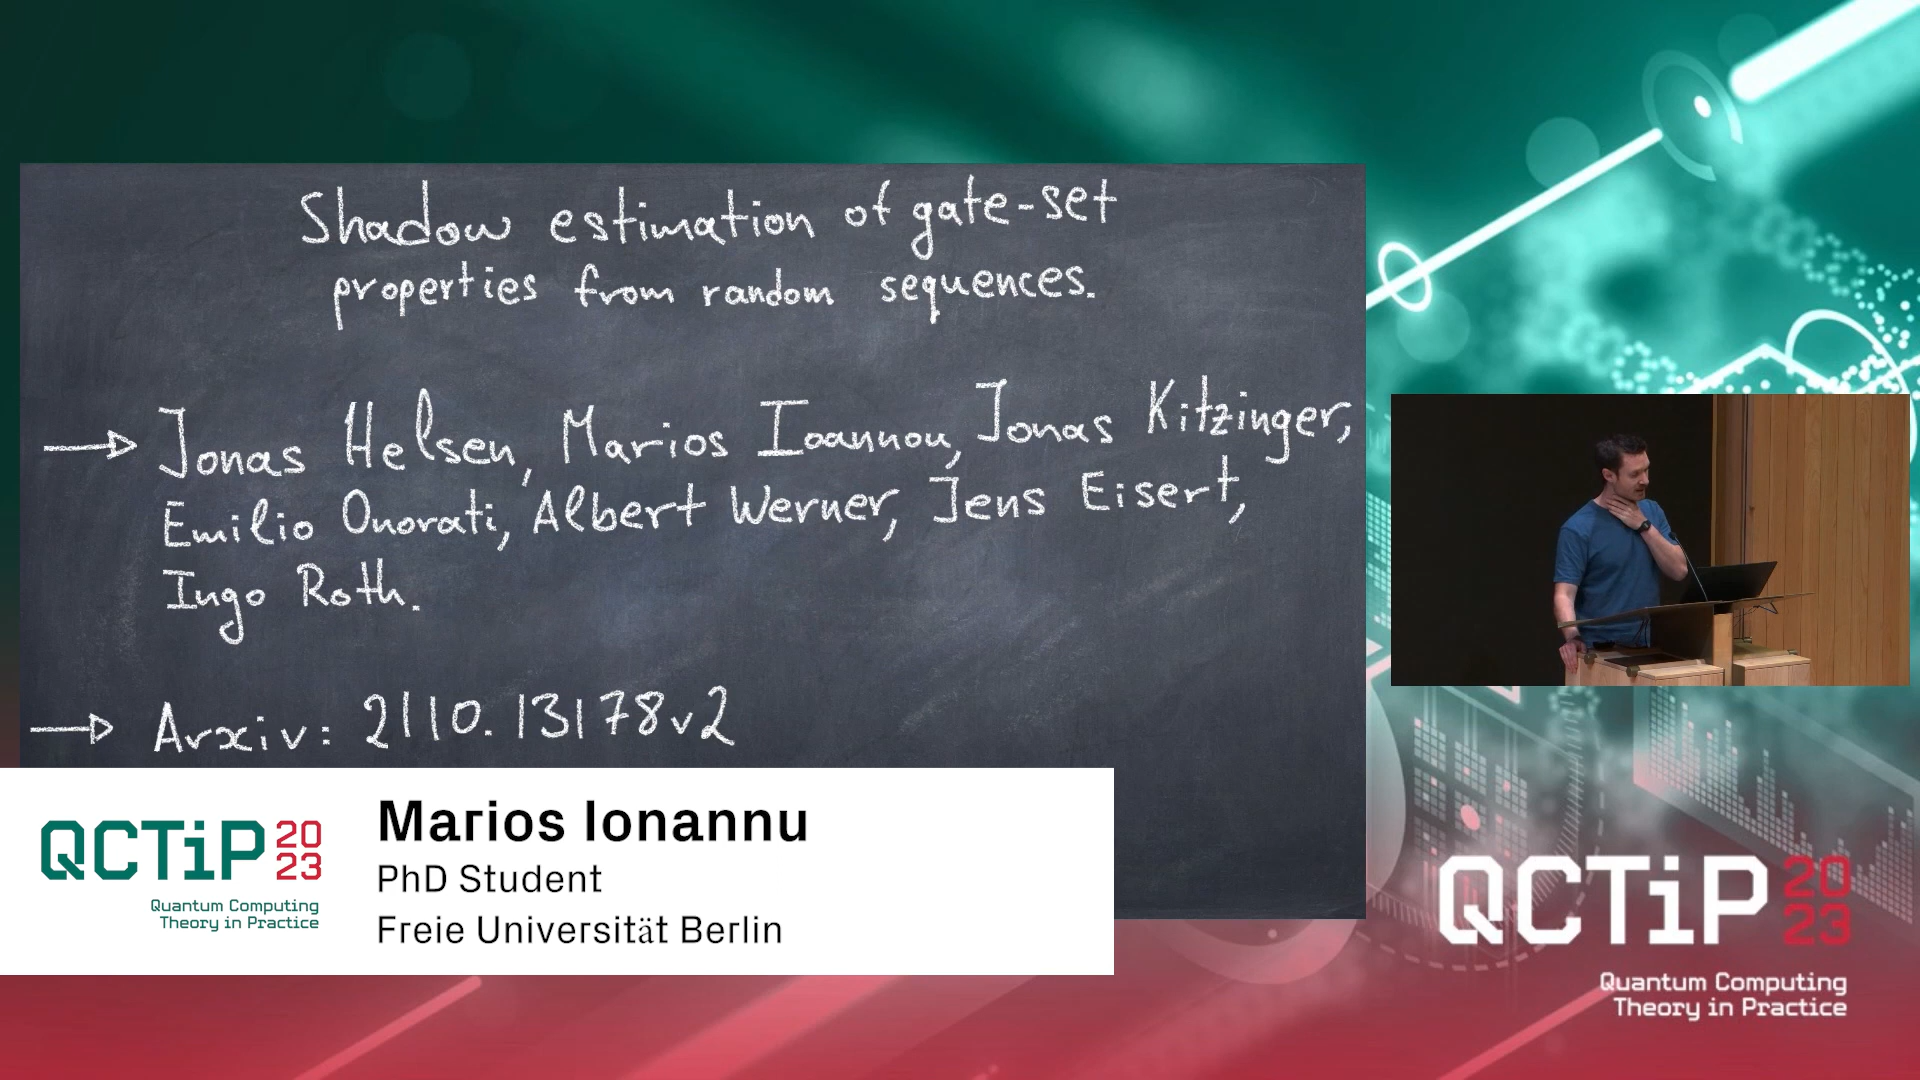 Shadow estimation of gate-set
properties from random sequences.
Jonas Helsen, Marios Ioannou, Jonas Kitzinger,
Emilio Onorati, Albert Werner, Jens Eisert,
Ingo Roth.
Arxiv: 2110.13178v2
QCTiP 20
23
Quantum Computing
Theory in Practice
Marios Ionannu
PhD Student
Freie Universität Berlin
QCTiP 20
23
Quantum Computing
Theory in Practice